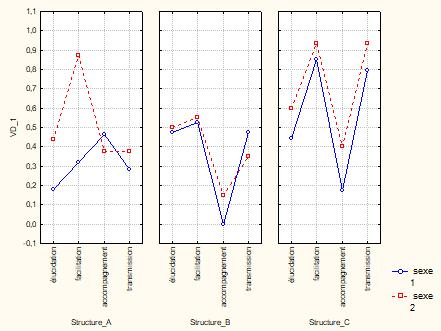 1,1
1,0
0,9
0,8
0,7
0,6
0,5
0,4
0,3
0,2
0,1
0,0
-0,1
VD_1
élucidation
facilitation
accompagnement
transmission
Structure_A
élucidation
facilitation
accompagnement
transmission
Structure_B
élucidation
facilitation
accompagnement
transmission
Structure_C
sexe
1
sexe
2